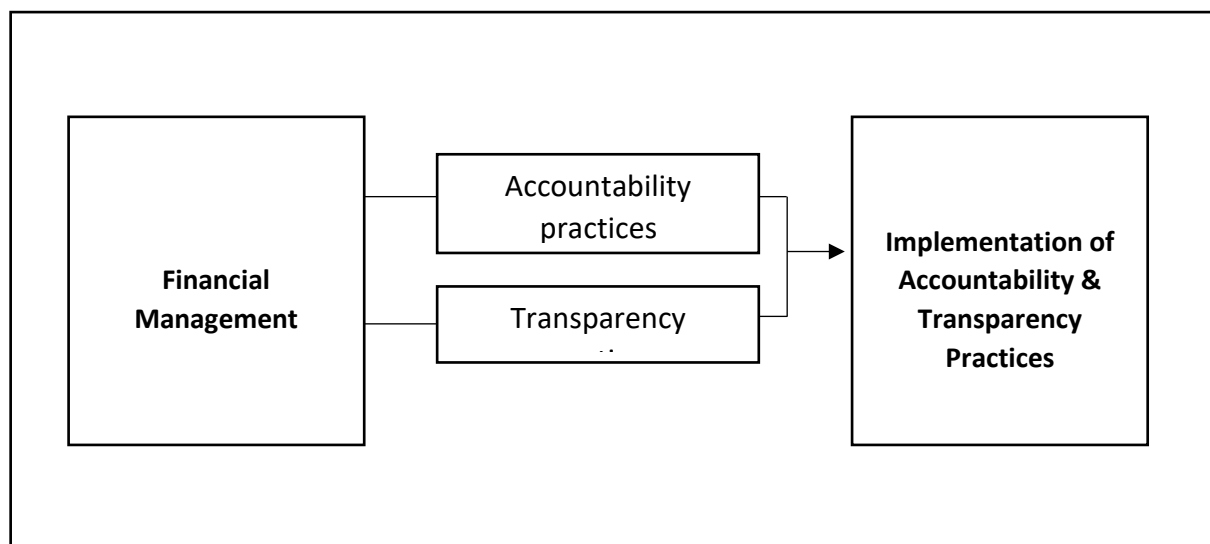 Financial
Management
Accountability
practices
Transparency
Implementation of
Accountability &
Transparency
Practices